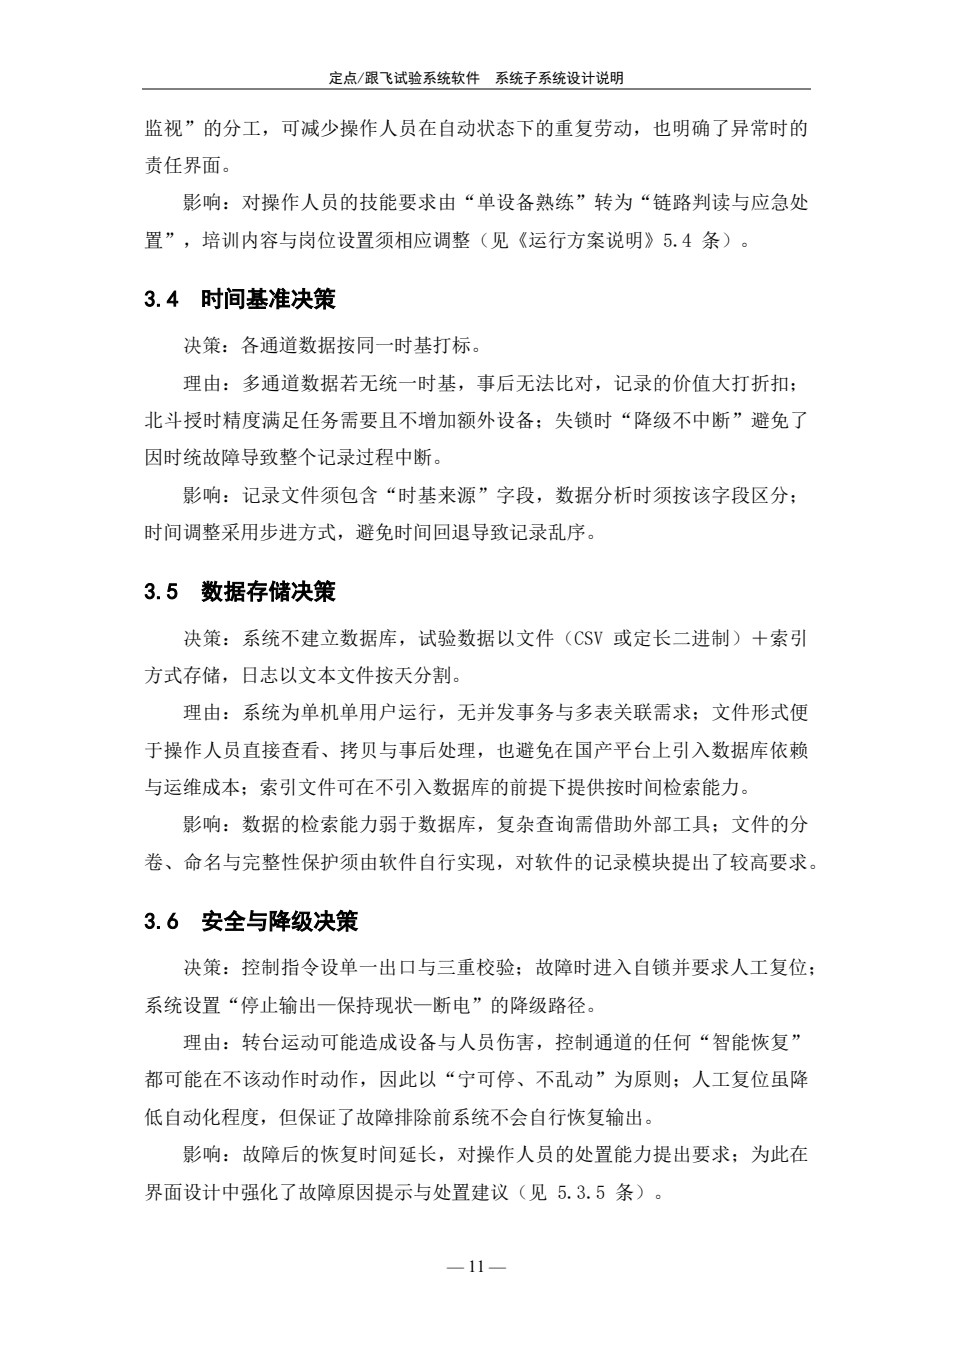 定点/跟飞试验系统软件　系统子系统设计说明
监视”的分工，可减少操作人员在自动状态下的重复劳动，也明确了异常时的
责任界面。
影响：对操作人员的技能要求由“单设备熟练”转为“链路判读与应急处
置”，培训内容与岗位设置须相应调整（见《运行方案说明》5.4 条）。
3.4　时间基准决策
决策：各通道数据按同一时基打标。
理由：多通道数据若无统一时基，事后无法比对，记录的价值大打折扣；
北斗授时精度满足任务需要且不增加额外设备；失锁时“降级不中断”避免了
因时统故障导致整个记录过程中断。
影响：记录文件须包含“时基来源”字段，数据分析时须按该字段区分；
时间调整采用步进方式，避免时间回退导致记录乱序。
3.5　数据存储决策
决策：系统不建立数据库，试验数据以文件（CSV 或定长二进制）＋索引
方式存储，日志以文本文件按天分割。
理由：系统为单机单用户运行，无并发事务与多表关联需求；文件形式便
于操作人员直接查看、拷贝与事后处理，也避免在国产平台上引入数据库依赖
与运维成本；索引文件可在不引入数据库的前提下提供按时间检索能力。
影响：数据的检索能力弱于数据库，复杂查询需借助外部工具；文件的分
卷、命名与完整性保护须由软件自行实现，对软件的记录模块提出了较高要求。
3.6　安全与降级决策
决策：控制指令设单一出口与三重校验；故障时进入自锁并要求人工复位；
系统设置“停止输出—保持现状—断电”的降级路径。
理由：转台运动可能造成设备与人员伤害，控制通道的任何“智能恢复”
都可能在不该动作时动作，因此以“宁可停、不乱动”为原则；人工复位虽降
低自动化程度，但保证了故障排除前系统不会自行恢复输出。
影响：故障后的恢复时间延长，对操作人员的处置能力提出要求；为此在
界面设计中强化了故障原因提示与处置建议（见 5.3.5 条）。
— 11 —